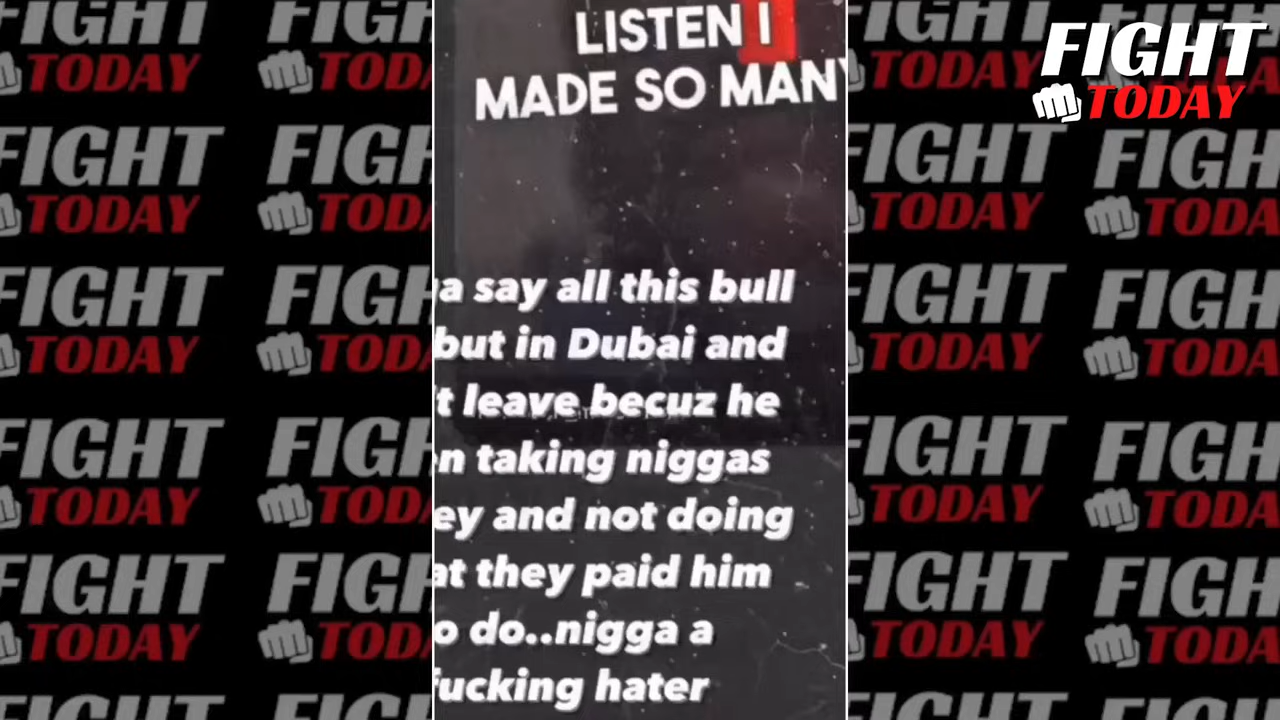 LISTEN I
MADE SO MANY
a say all this bull
but in Dubai and
't leave becuz he
n taking niggas
ey and not doing
at they paid him
o do..nigga a
fucking hater
FIGHT
TODAY